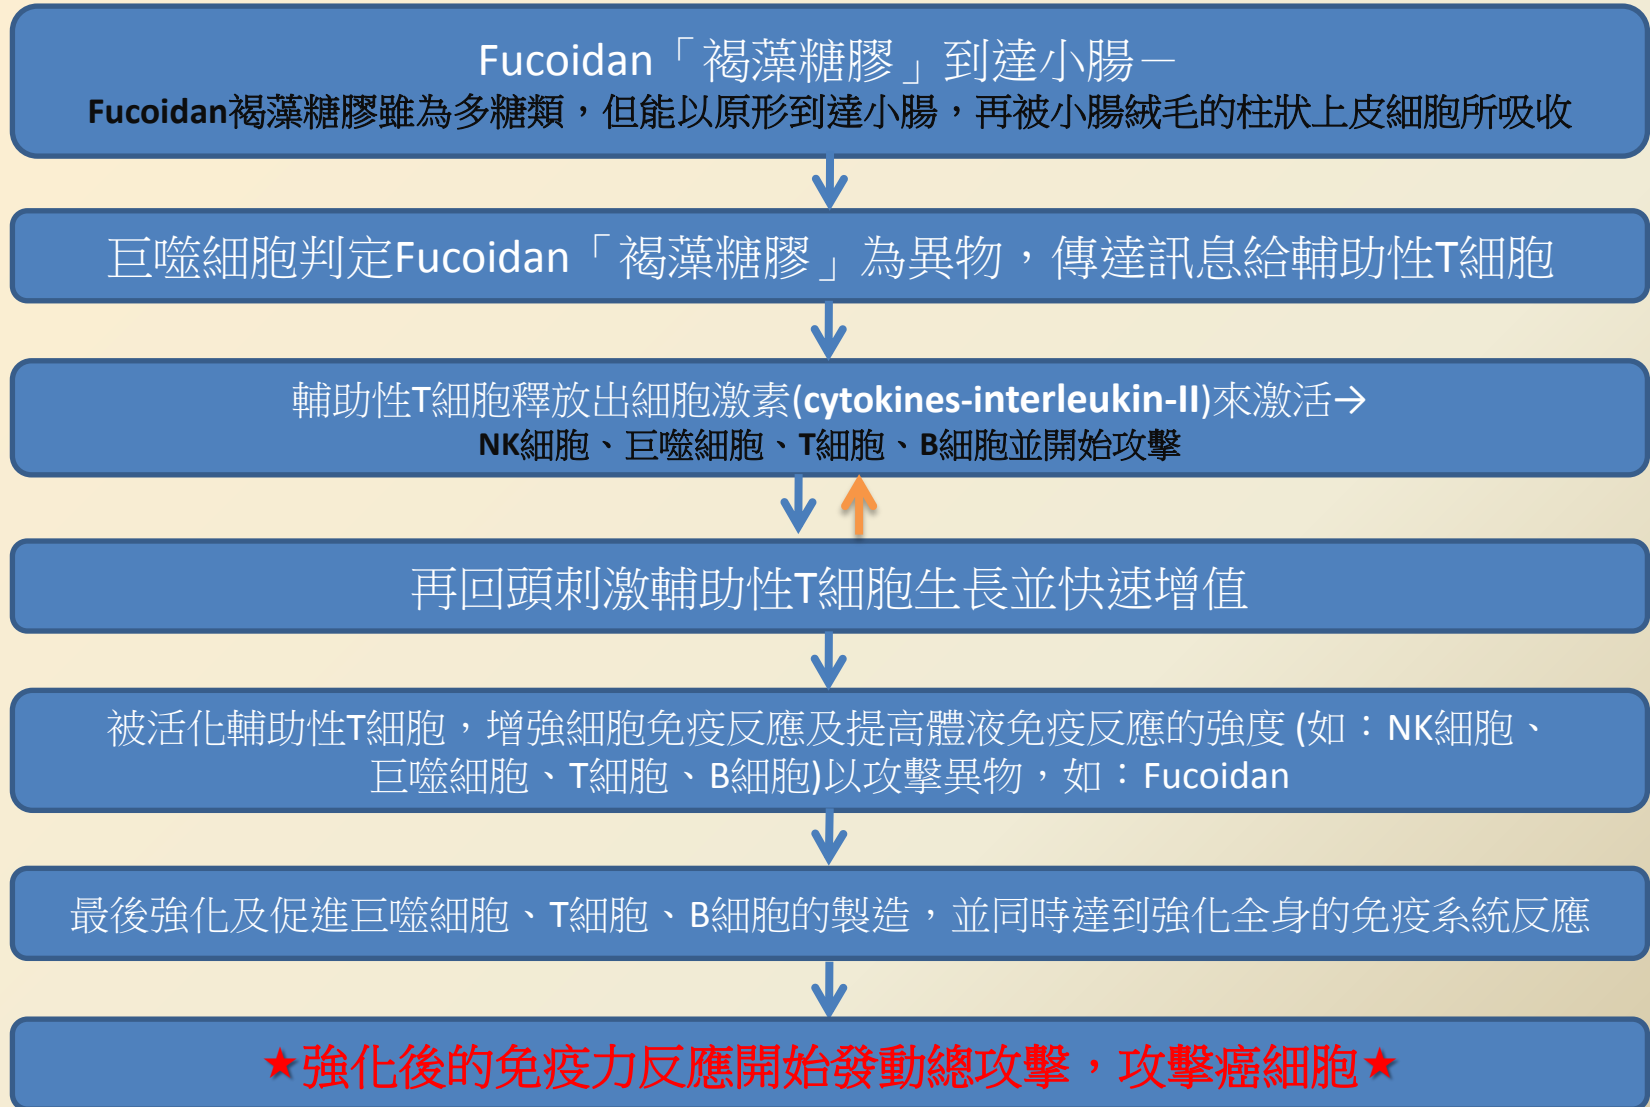 Fucoidan「褐藻糖膠」到達小腸－
Fucoidan褐藻糖膠雖為多糖類，但能以原形到達小腸，再被小腸絨毛的柱狀上皮細胞所吸收
巨噬細胞判定Fucoidan「褐藻糖膠」為異物，傳達訊息給輔助性T細胞
輔助性T細胞釋放出細胞激素(cytokines-interleukin-II)來激活→
NK細胞、巨噬細胞、T細胞、B細胞並開始攻擊
再回頭刺激輔助性T細胞生長並快速增值
被活化輔助性T細胞，增強細胞免疫反應及提高體液免疫反應的強度 (如：NK細胞、
巨噬細胞、T細胞、B細胞)以攻擊異物，如：Fucoidan
最後強化及促進巨噬細胞、T細胞、B細胞的製造，並同時達到強化全身的免疫系統反應
★強化後的免疫力反應開始發動總攻擊，攻擊癌細胞★